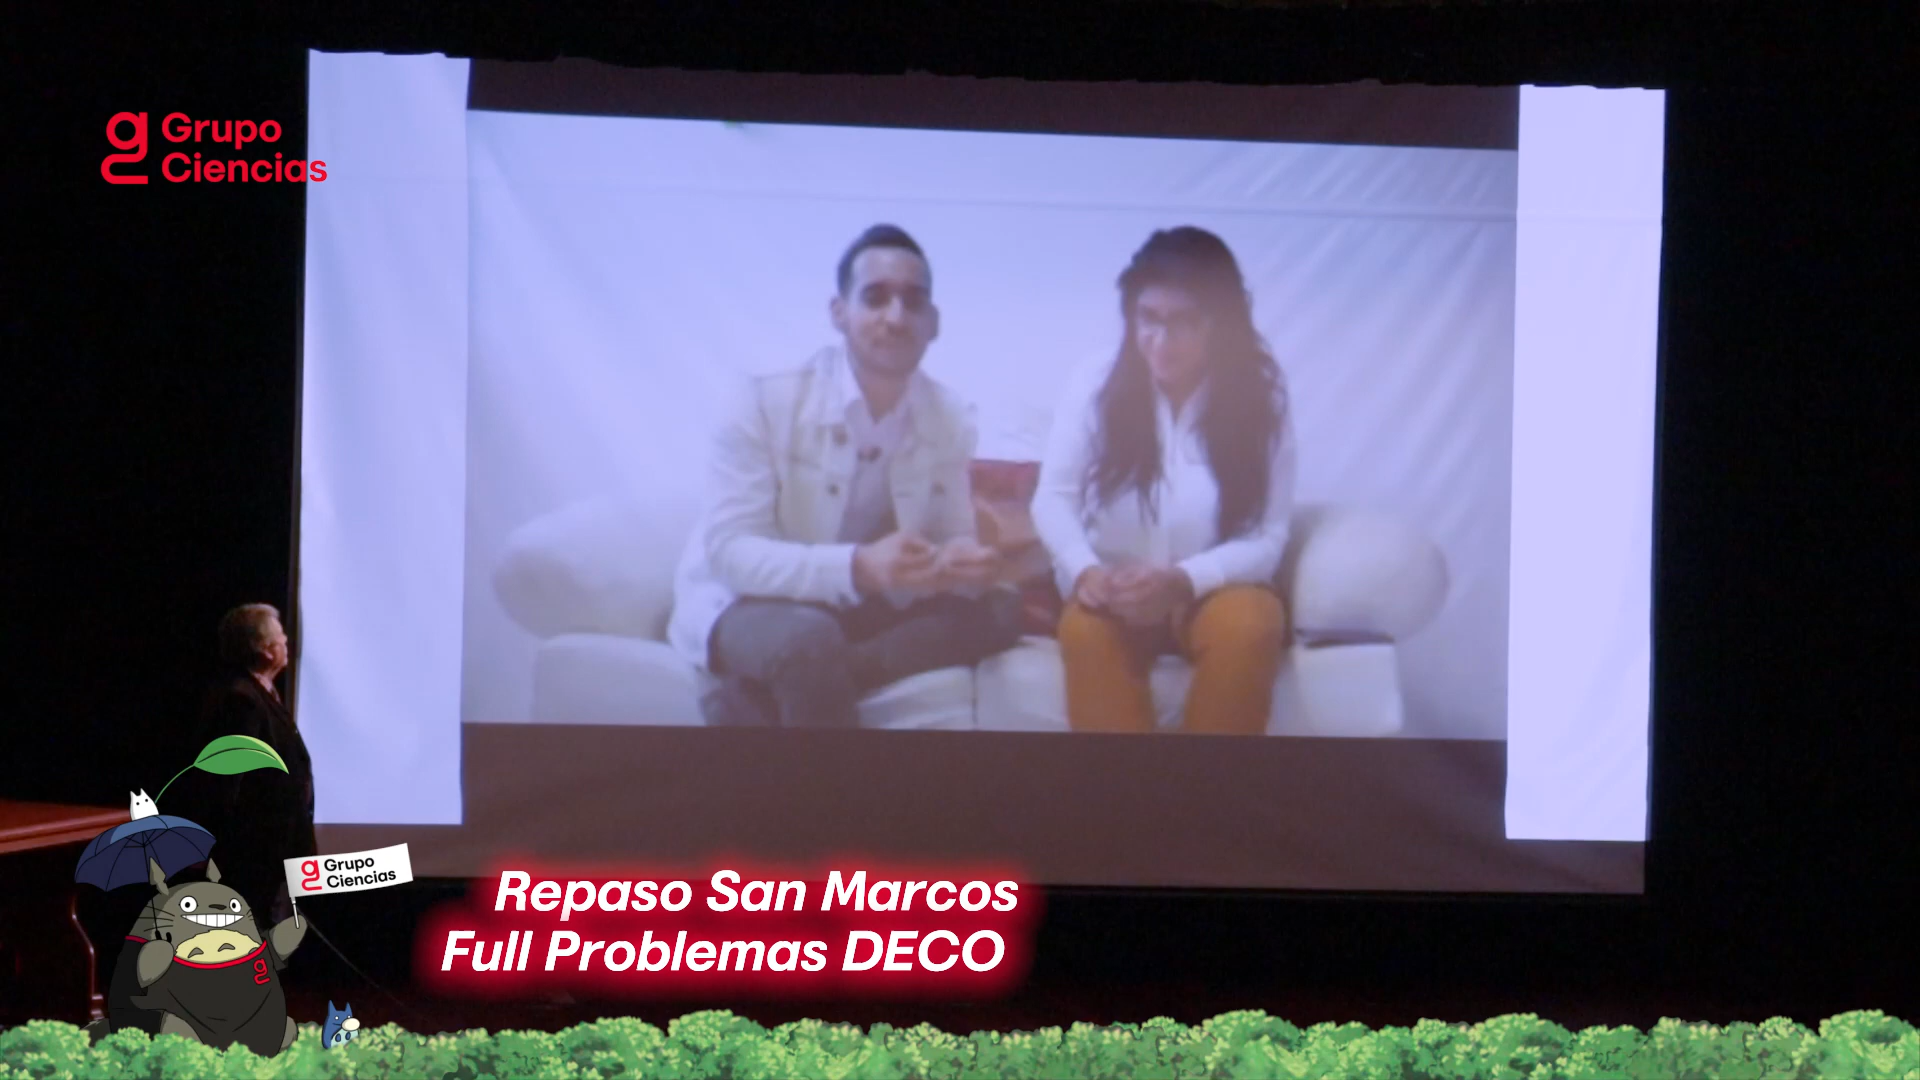 Grupo
Ciencias
Grupo
Ciencias
Repaso San Marcos
Full Problemas DECO